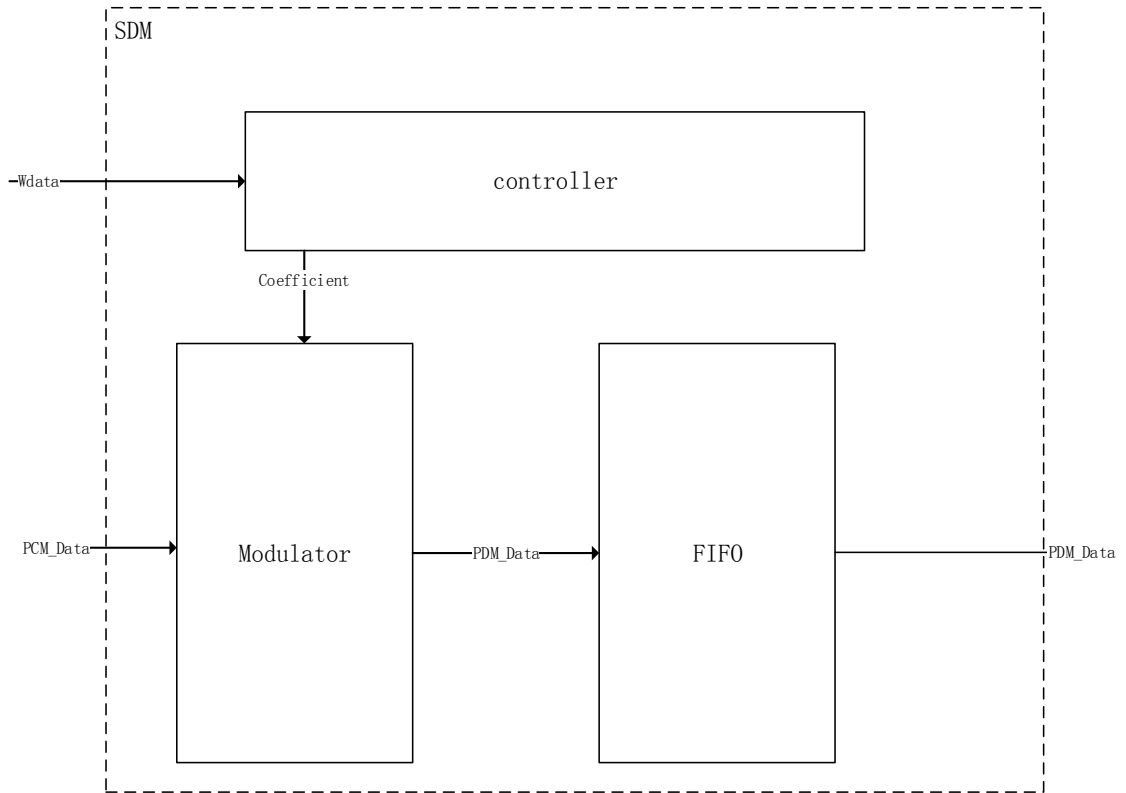 SDM
Wdata
controller
Coefficient
PCM_Data
Modulator
PDM_Data
FIFO
PDM_Data